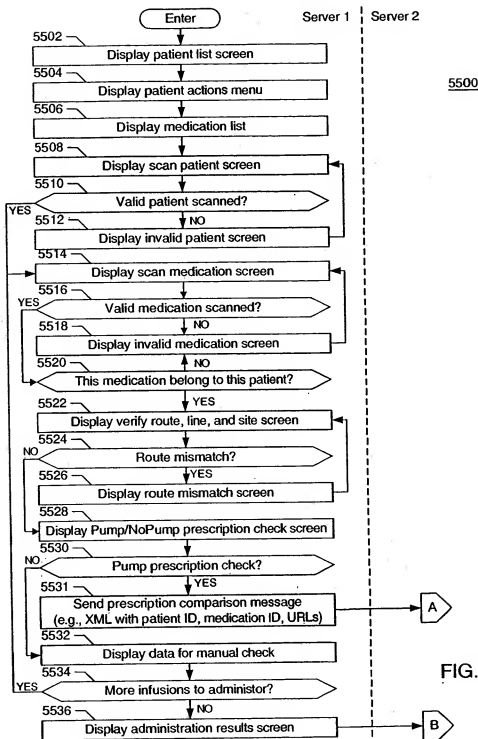 Enter
Server 1
Server 2
5500
5502
Display patient list screen
5504
Display patient actions menu
5506
Display medication list
5508
Display scan patient screen
5510
Valid patient scanned?
YES
NO
5512
Display invalid patient screen
5514
Display scan medication screen
5516
Valid medication scanned?
YES
NO
5518
Display invalid medication screen
5520
NO
This medication belong to this patient?
YES
5522
Display verify route, line, and site screen
5524
Route mismatch?
NO
YES
5526
Display route mismatch screen
5528
Display Pump/NoPump prescription check screen
5530
Pump prescription check?
NO
YES
5531
Send prescription comparison message
(e.g., XML with patient ID, medication ID, URLs)
A
5532
Display data for manual check
5534
More infusions to administor?
YES
NO
5536
Display administration results screen
B
FIG.